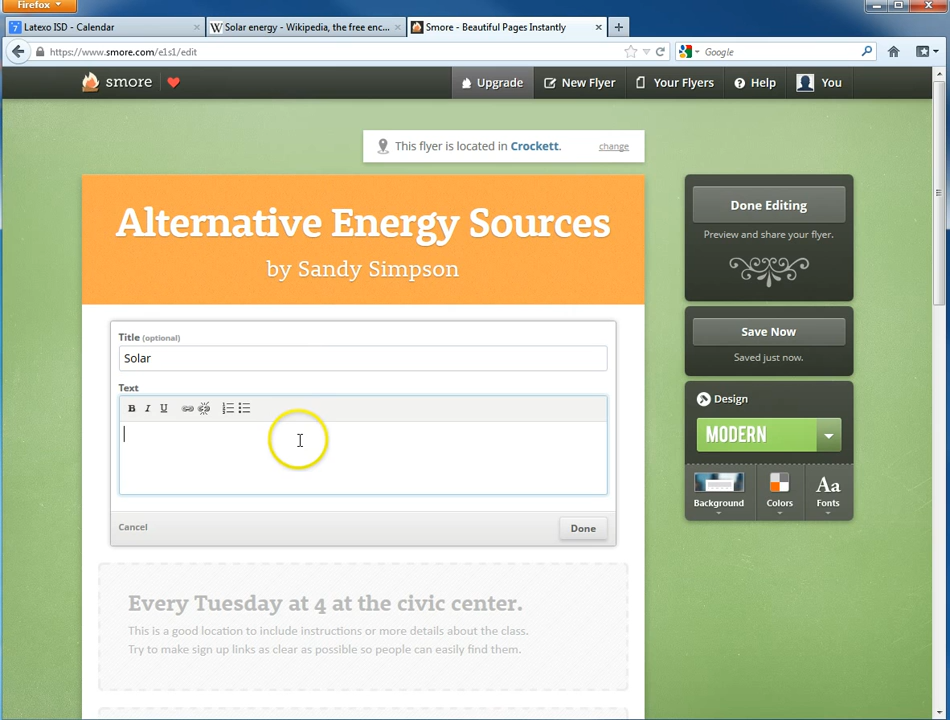 Firefox
Latexo ISD - Calendar
Solar energy - Wikipedia, the free enc...
Smore - Beautiful Pages Instantly
https://www.smore.com/e1s1/edit
Google
smore
Upgrade
New Flyer
Your Flyers
Help
You
This flyer is located in Crockett.
change
Alternative Energy Sources
by Sandy Simpson
Done Editing
Preview and share your flyer.
Title (optional)
Solar
Save Now
Saved just now.
Text
B I U
Design
MODERN
Background
Colors
Aa
Fonts
Cancel
Done
Every Tuesday at 4 at the civic center.
This is a good location to include instructions or more details about the class.
Try to make sign up links as clear as possible so people can easily find them.